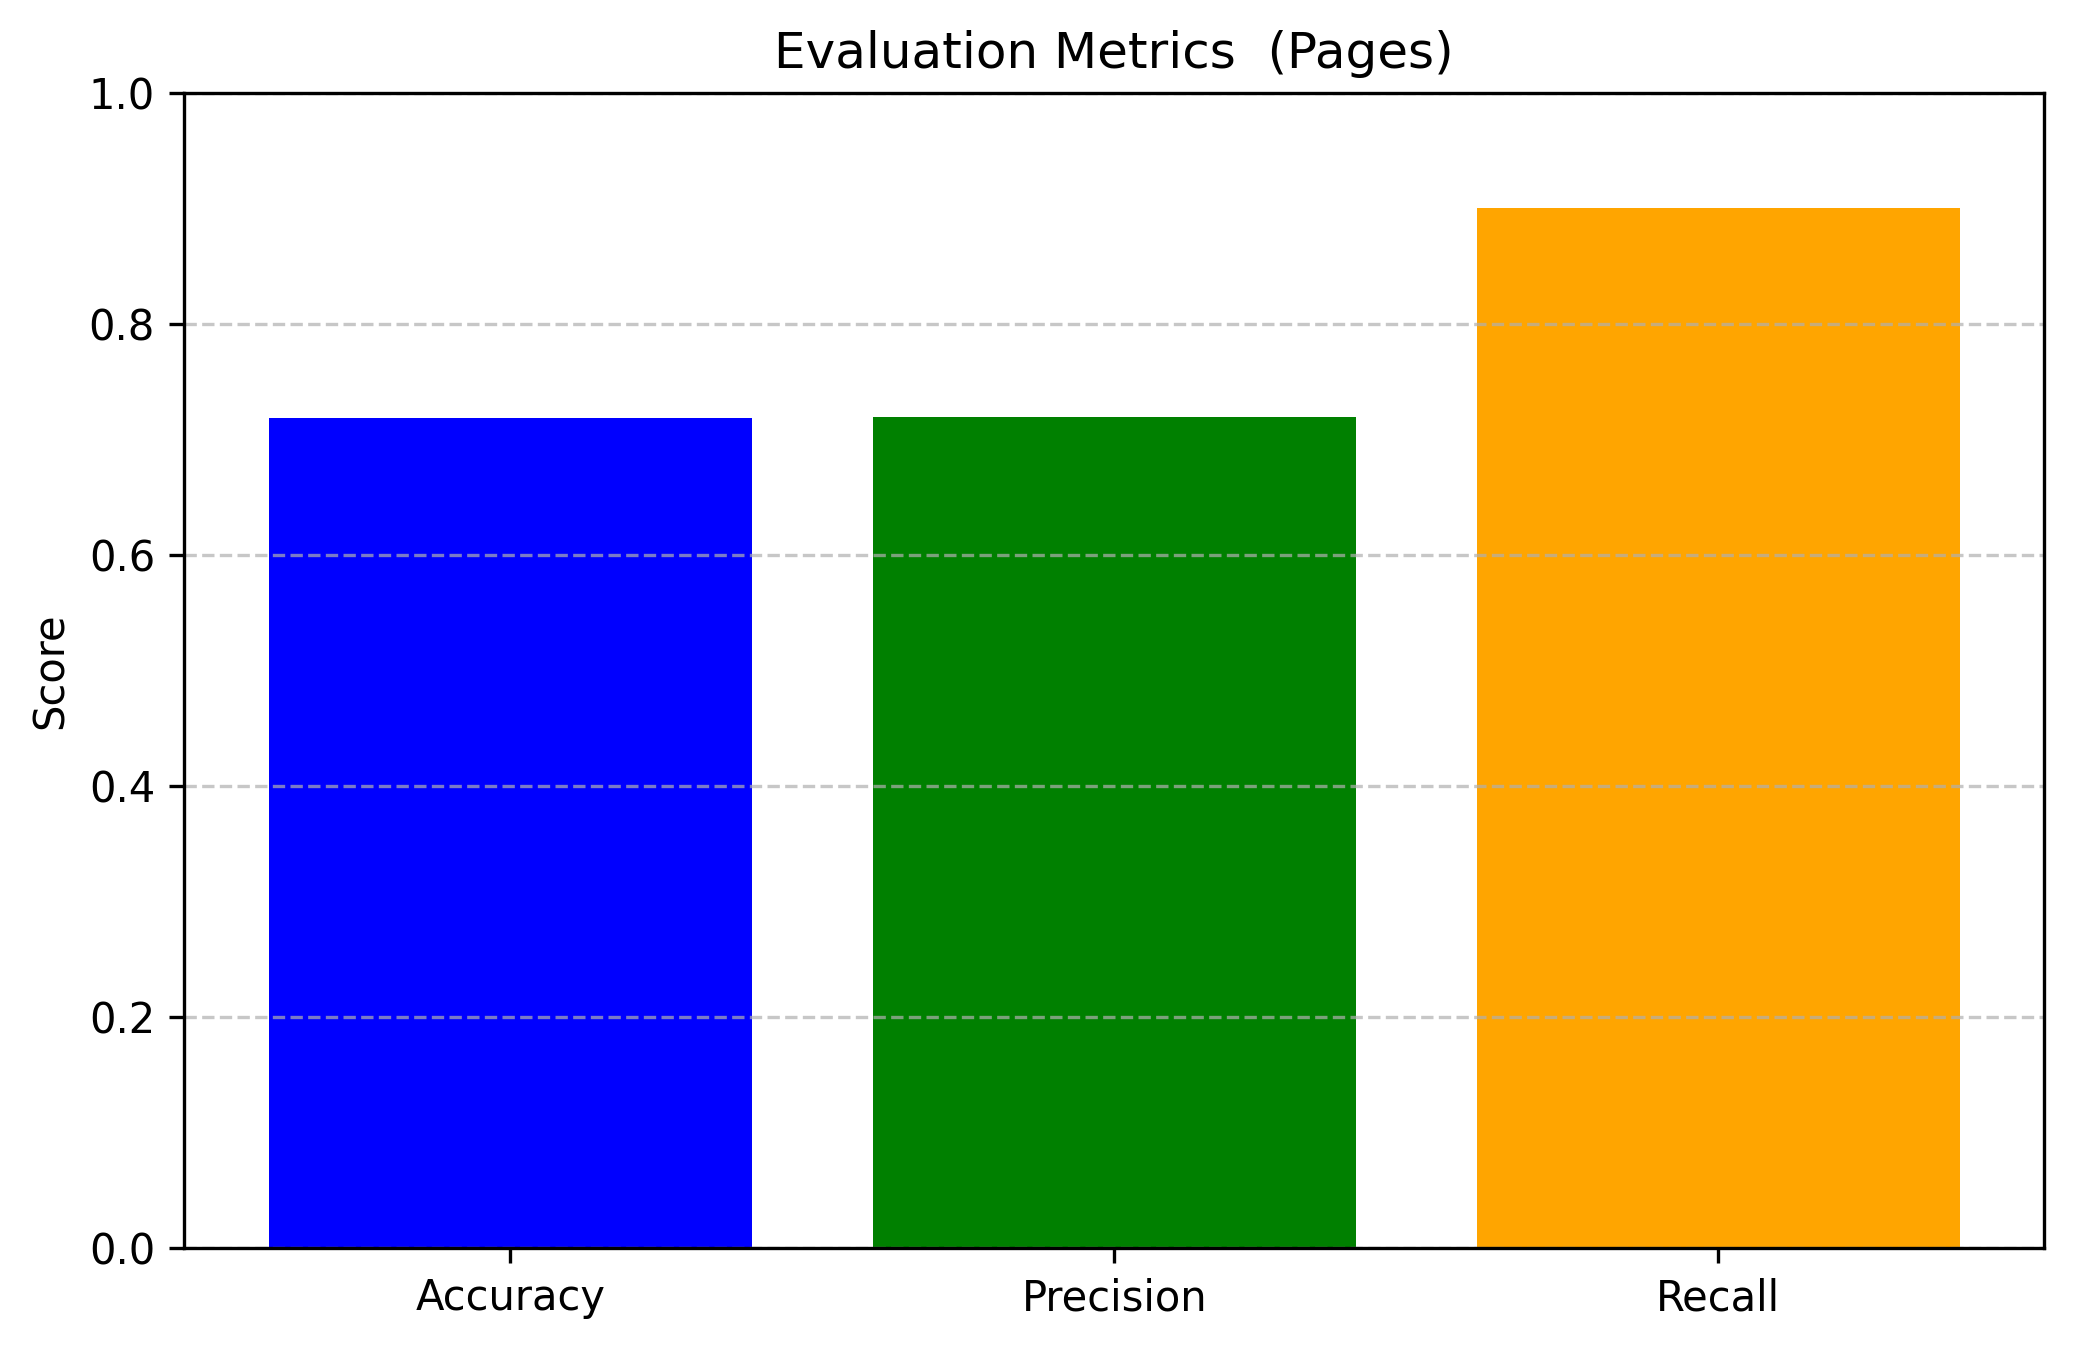 Evaluation Metrics  (Pages)
1.0
0.8
0.6
0.4
0.2
0.0
Score
Accuracy
Precision
Recall